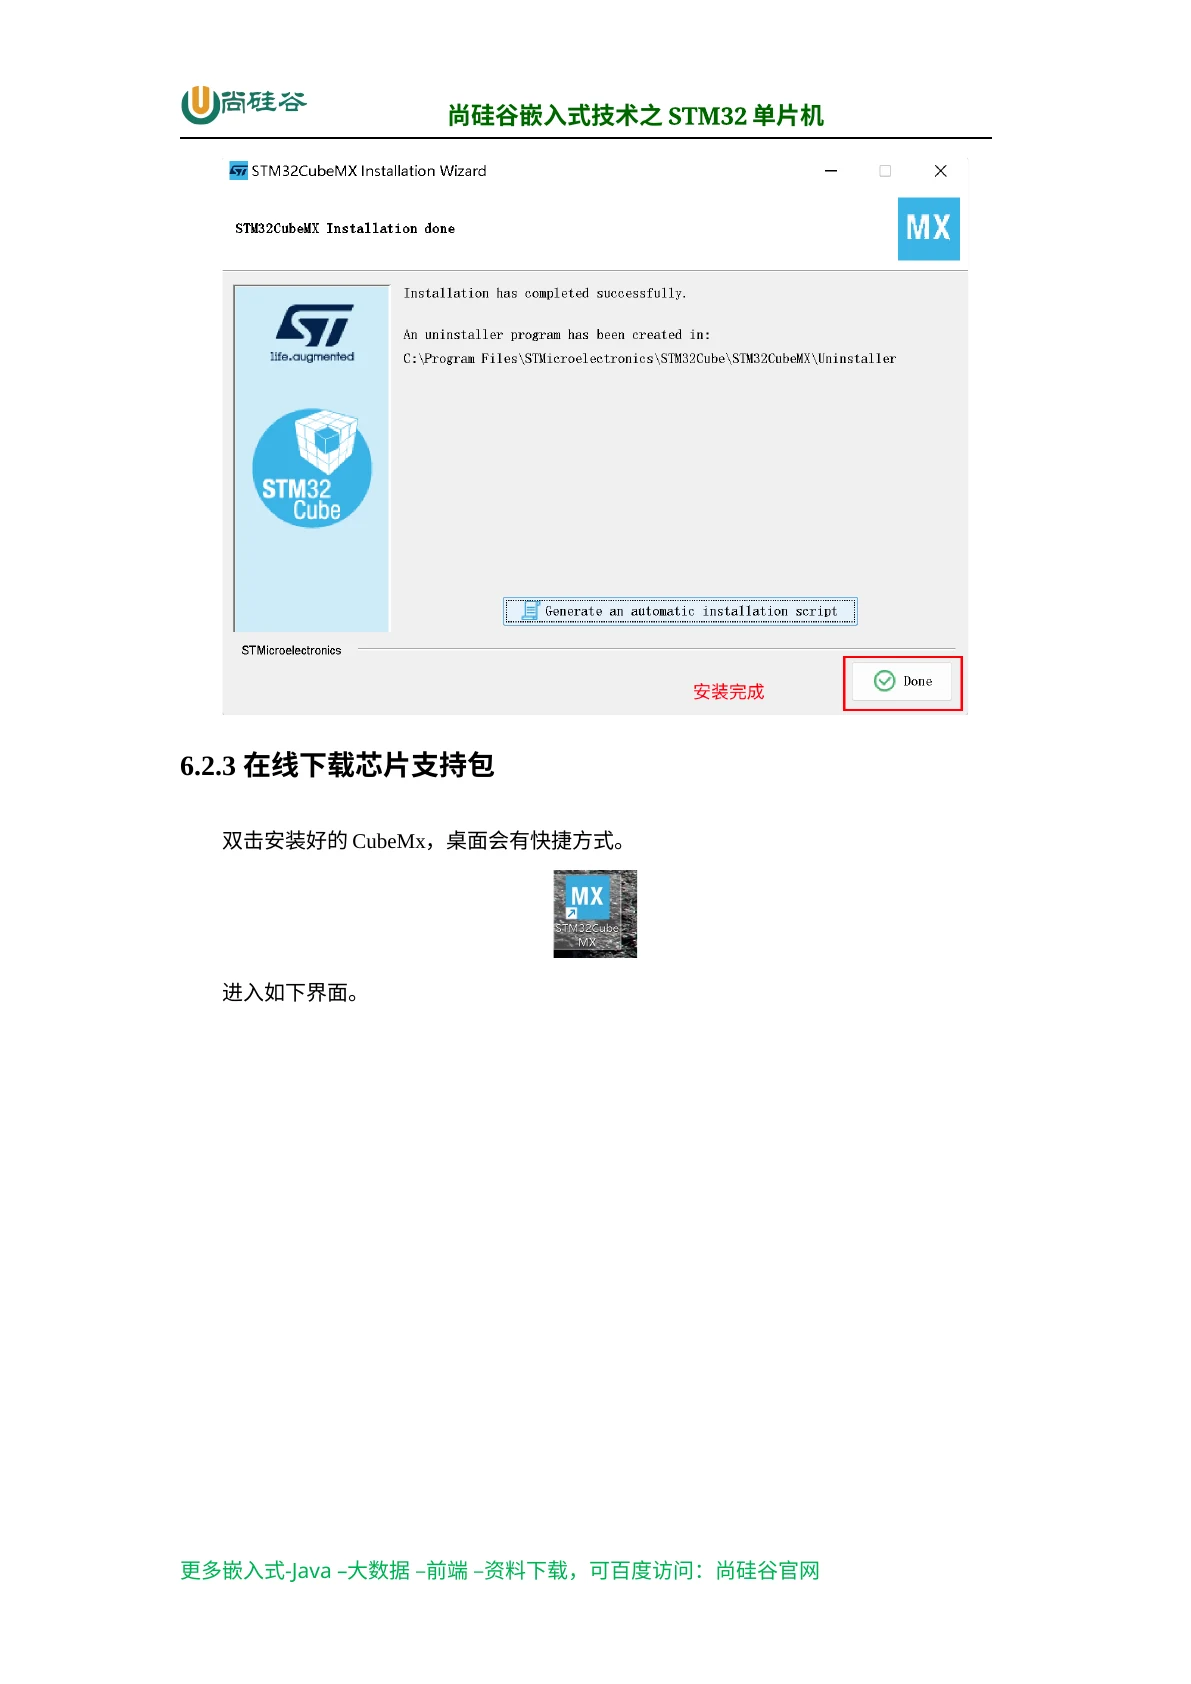 尚硅谷
尚硅谷嵌入式技术之 STM32 单片机
STM32CubeMX Installation Wizard
STM32CubeMX Installation done
MX
Installation has completed successfully.
An uninstaller program has been created in:
C:\Program Files\STMicroelectronics\STM32Cube\STM32CubeMX\Uninstaller
ST
life.augmented
STM32
Cube
Generate an automatic installation script
STMicroelectronics
安装完成
Done
6.2.3 在线下载芯片支持包
双击安装好的 CubeMx，桌面会有快捷方式。
MX
STM32Cube
MX
进入如下界面。
更多嵌入式-Java –大数据 –前端 –资料下载，可百度访问：尚硅谷官网